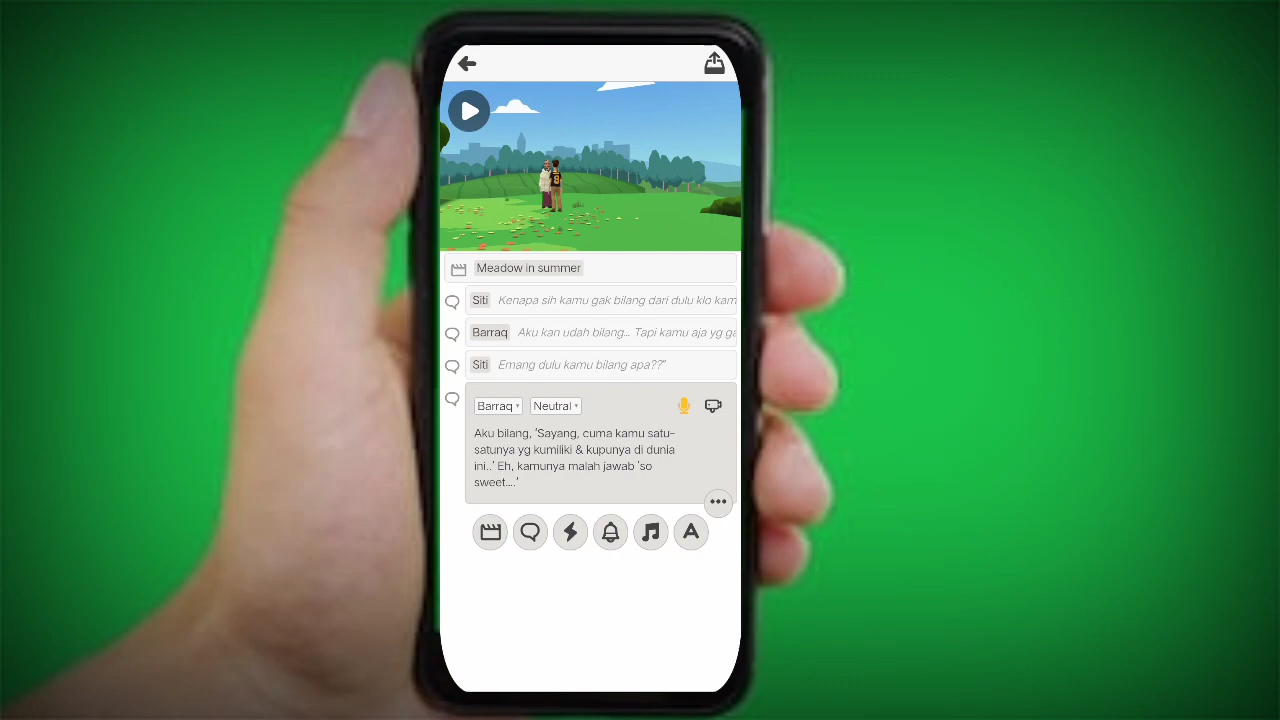 Meadow in summer
Siti Kenapa sih kamu gak bilang dari dulu klo kam
Barraq Aku kan udah bilang... Tapi kamu aja yg ga
Siti Emang dulu kamu bilang apa??"
Barraq Neutral
Aku bilang, 'Sayang, cuma kamu satu-
satunya yg kumiliki & kupunya di dunia
ini..' Eh, kamunya malah jawab 'so
sweet....'